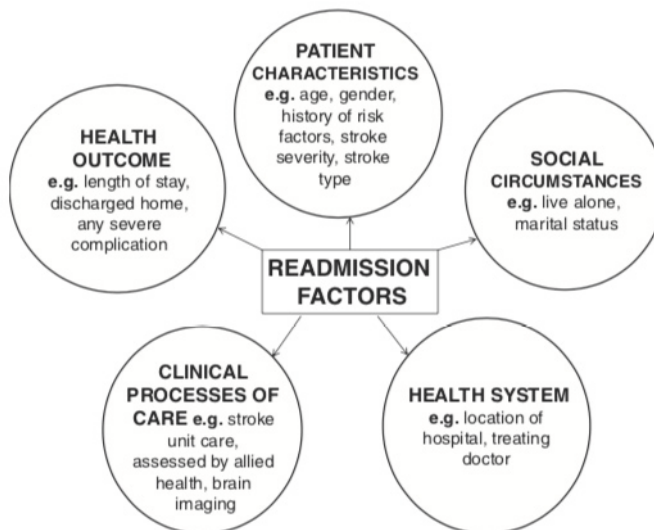 PATIENT
CHARACTERISTICS
e.g. age, gender,
history of risk
factors, stroke
severity, stroke
type
HEALTH
OUTCOME
e.g. length of stay,
discharged home,
any severe
complication
SOCIAL
CIRCUMSTANCES
e.g. live alone,
marital status
READMISSION
FACTORS
CLINICAL
PROCESSES OF
CARE e.g. stroke
unit care,
assessed by allied
health, brain
imaging
HEALTH SYSTEM
e.g. location of
hospital, treating
doctor